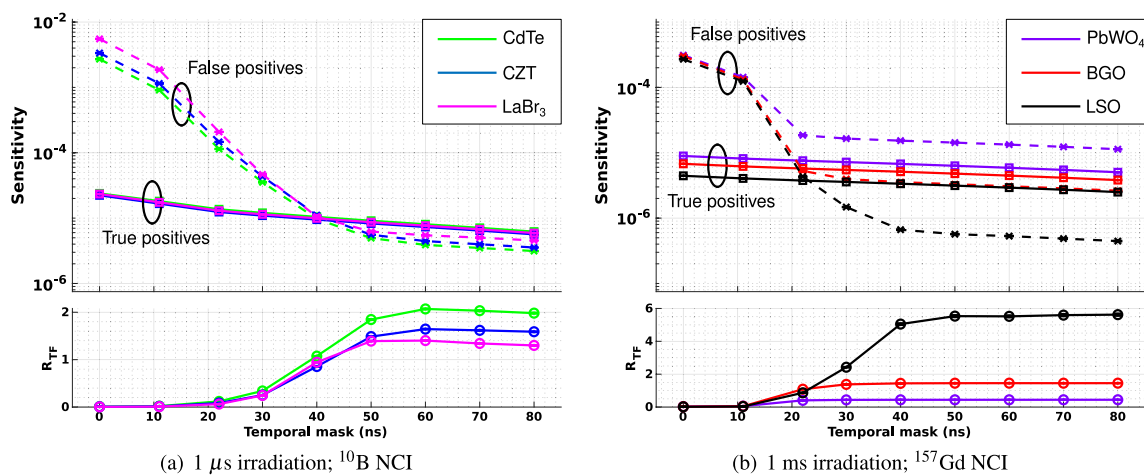 10⁻²
10⁻⁴
10⁻⁶
Sensitivity
False positives
True positives
CdTe
CZT
LaBr₃
2
1
0
R_TF
0 10 20 30 40 50 60 70 80
Temporal mask (ns)
(a) 1 μs irradiation; ¹⁰B NCI
10⁻⁴
10⁻⁶
Sensitivity
False positives
True positives
PbWO₄
BGO
LSO
6
4
2
0
R_TF
0 10 20 30 40 50 60 70 80
Temporal mask (ns)
(b) 1 ms irradiation; ¹⁵⁷Gd NCI